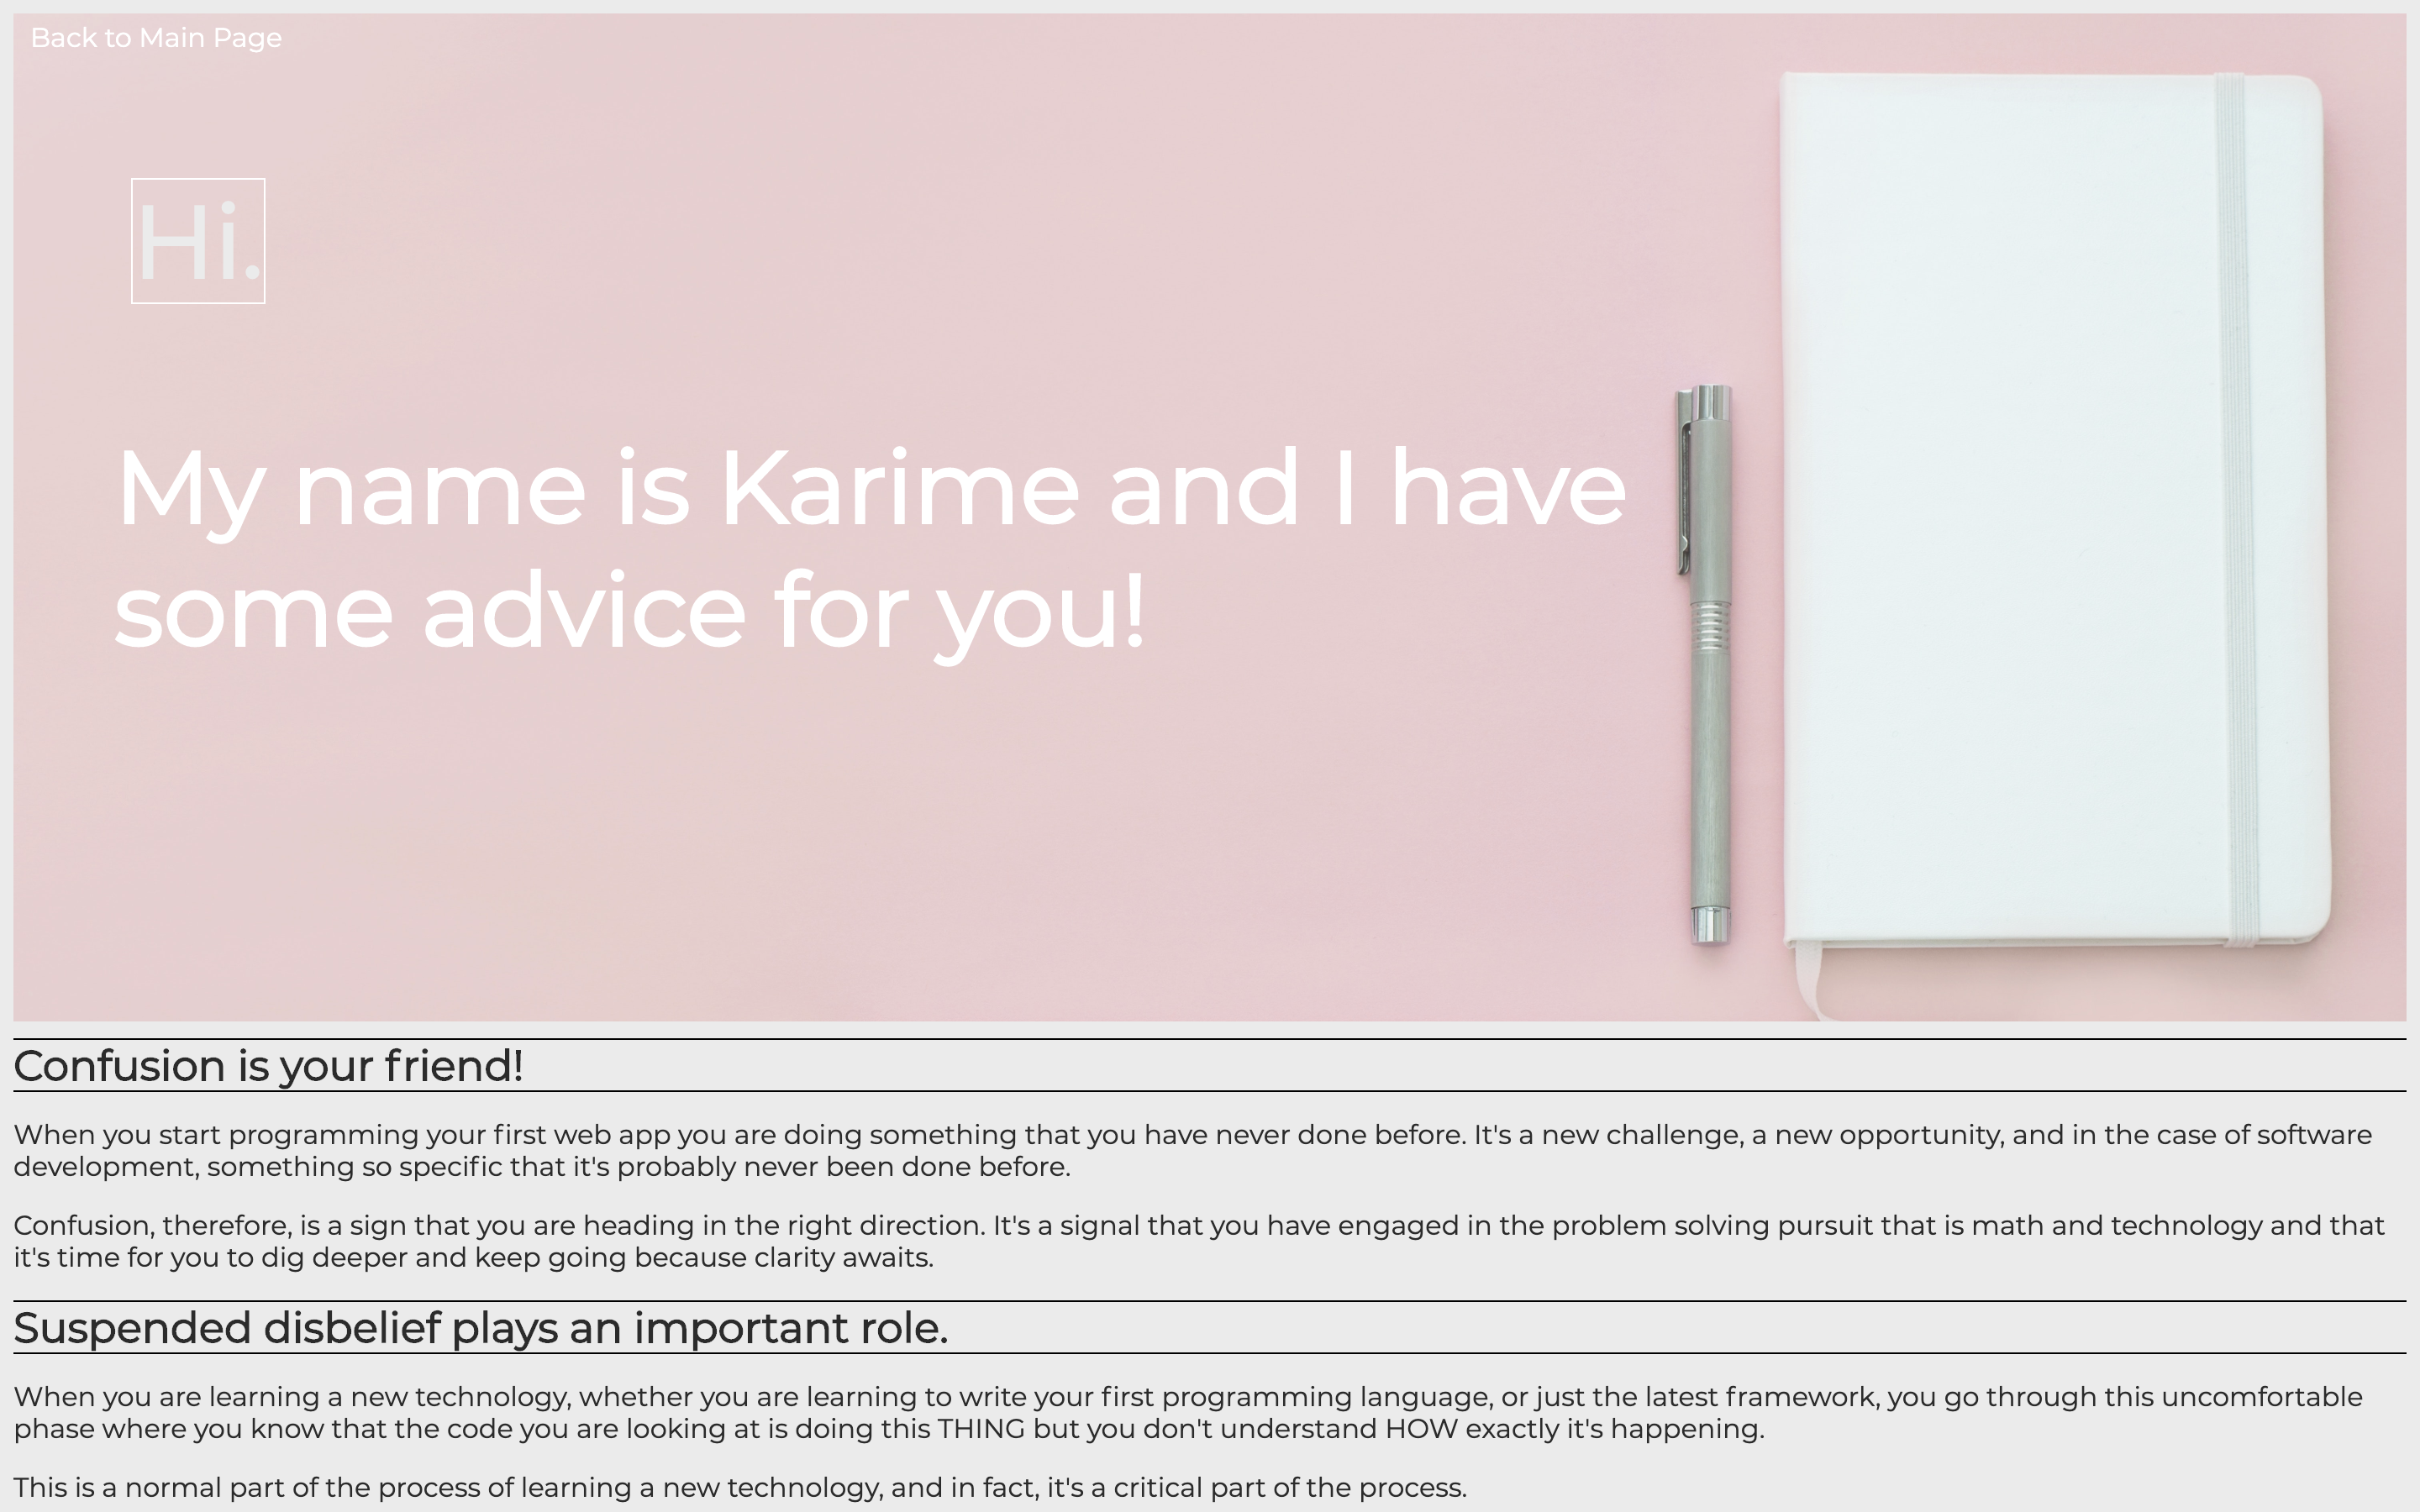 Back to Main Page
Hi.
My name is Karime and I have
some advice for you!
Confusion is your friend!
When you start programming your first web app you are doing something that you have never done before. It's a new challenge, a new opportunity, and in the case of software
development, something so specific that it's probably never been done before.
Confusion, therefore, is a sign that you are heading in the right direction. It's a signal that you have engaged in the problem solving pursuit that is math and technology and that
it's time for you to dig deeper and keep going because clarity awaits.
Suspended disbelief plays an important role.
When you are learning a new technology, whether you are learning to write your first programming language, or just the latest framework, you go through this uncomfortable
phase where you know that the code you are looking at is doing this THING but you don't understand HOW exactly it's happening.
This is a normal part of the process of learning a new technology, and in fact, it's a critical part of the process.